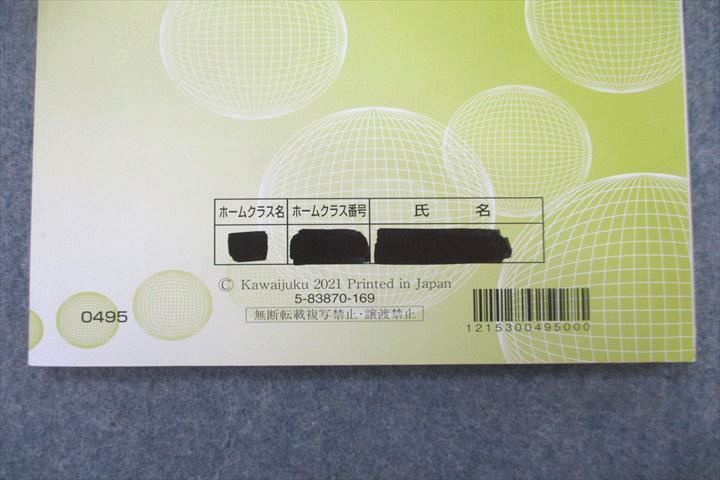 ホームクラス名 ホームクラス番号 氏 名
© Kawaijuku 2021 Printed in Japan
5-83870-169
0495
無断転載複写禁止・譲渡禁止
1215300495000